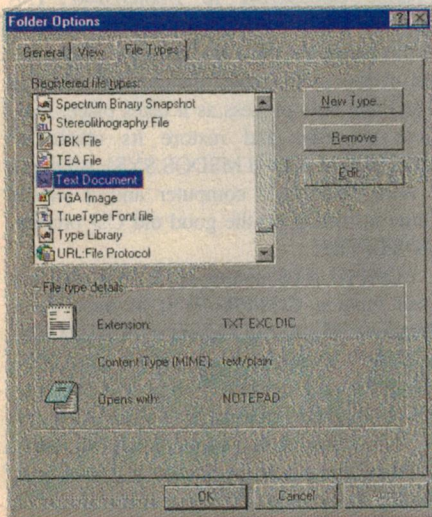 Folder Options
General View File Types
Registered file types:
Spectrum Binary Snapshot
Stereolithography File
TBK File
TEA File
Text Document
TGA Image
TrueType Font file
Type Library
URL:File Protocol
New Type...
Remove
Edit...
File type details
Extension: TXT EXC DIC
Content Type (MIME): text/plain
Opens with: NOTEPAD
OK Cancel